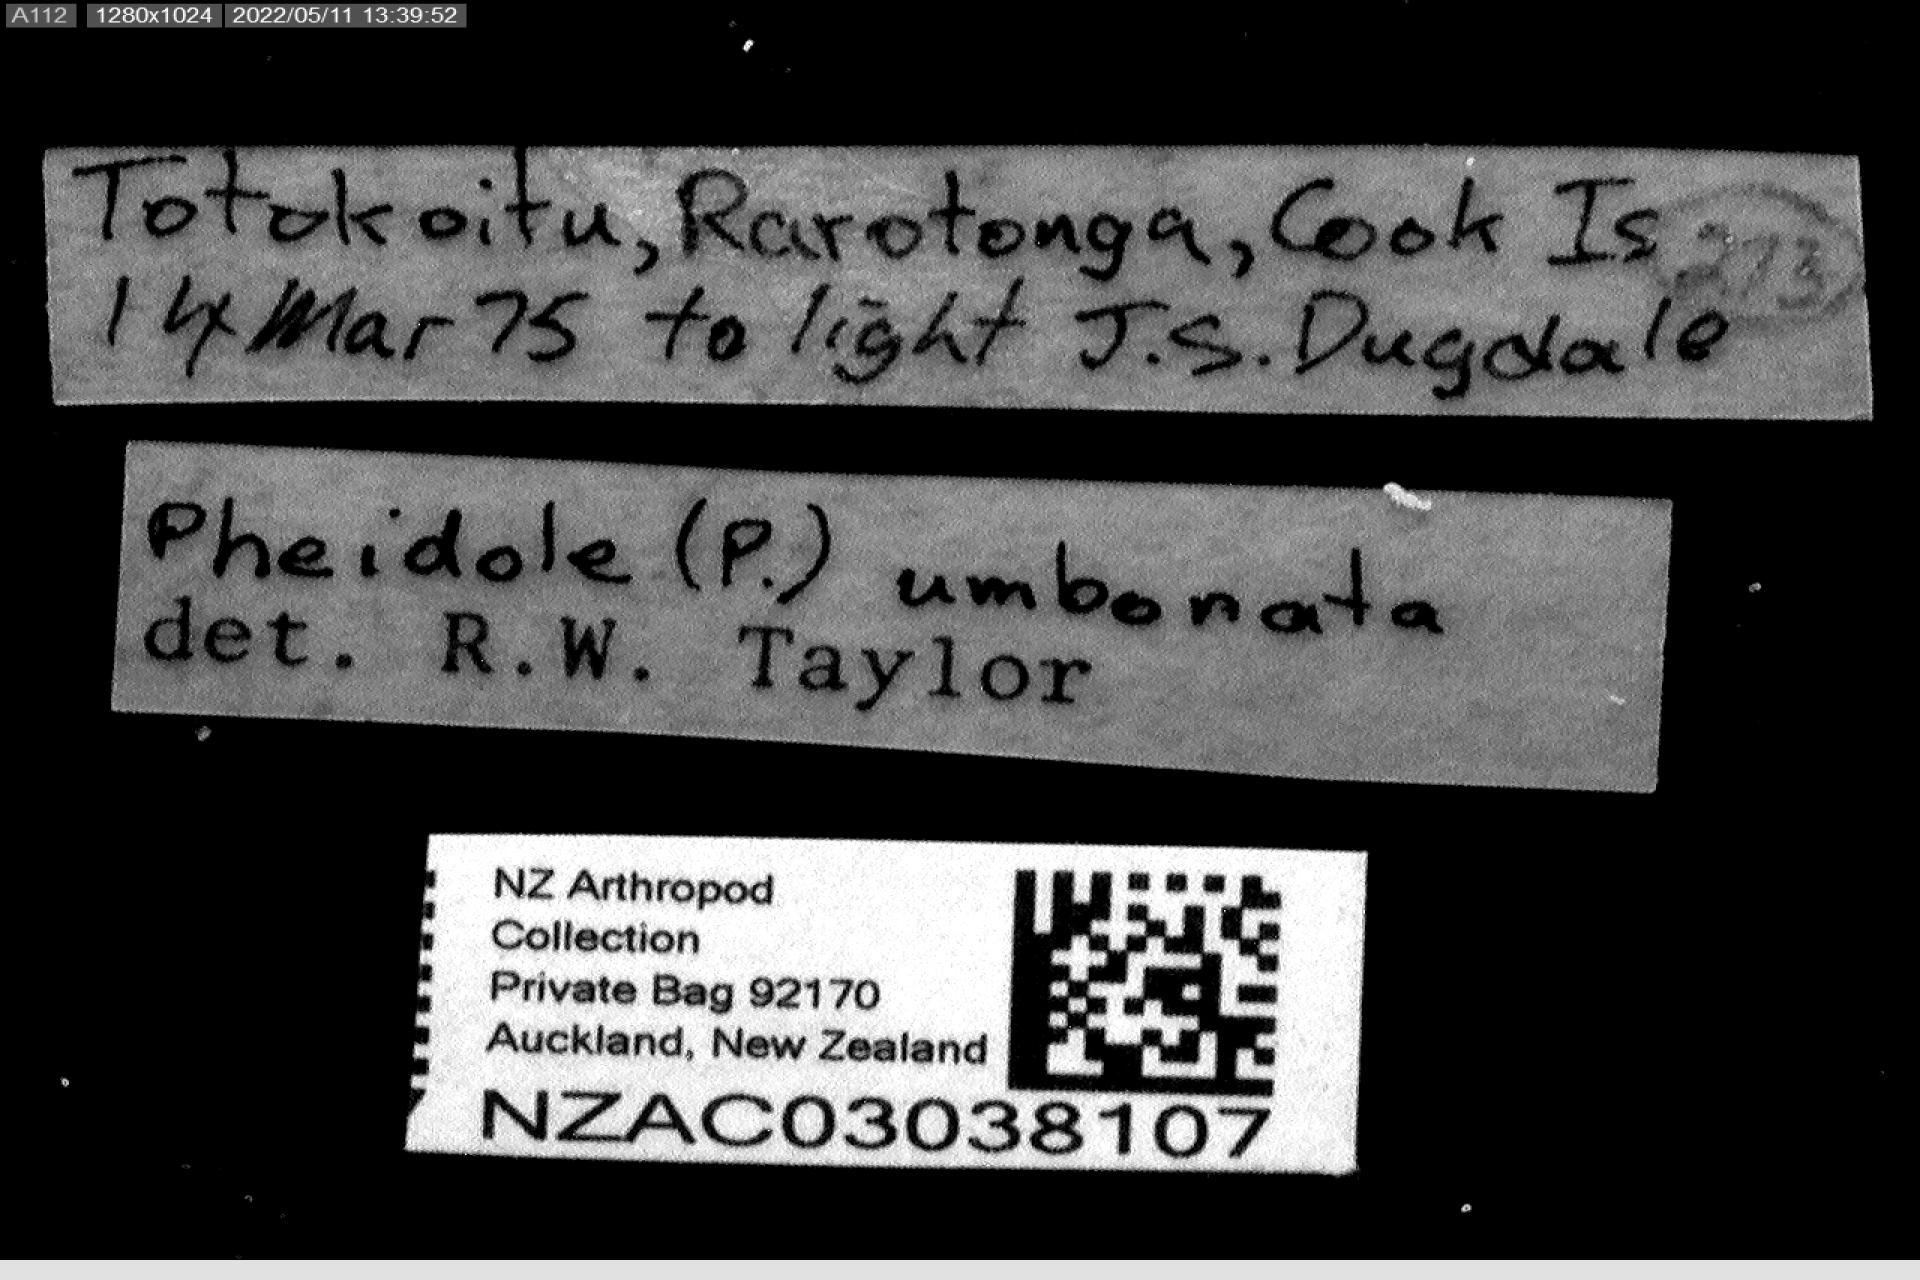 A112 1280x1024 2022/05/11 13:39:52
Totokoitu, Rarotonga, Cook Is 273
14 Mar 75 to light J.S. Dugdale
Pheidole (P.) umbonata
det. R.W. Taylor
NZ Arthropod
Collection
Private Bag 92170
Auckland, New Zealand
NZAC03038107